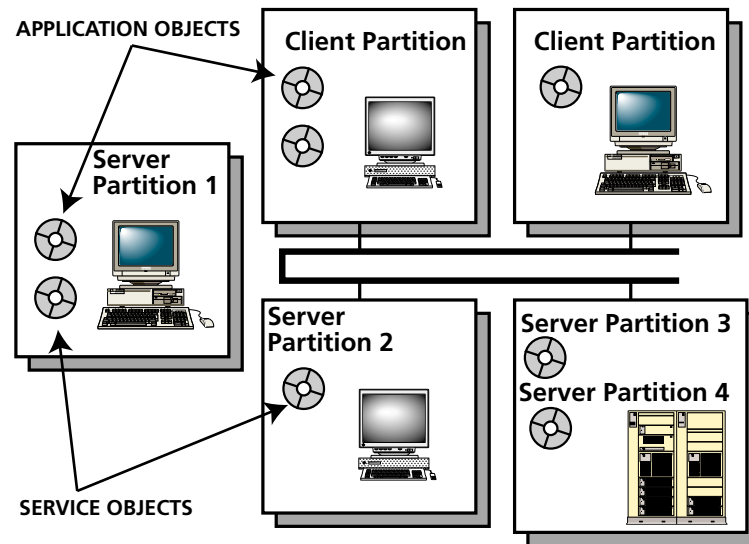 APPLICATION OBJECTS
Client Partition
Client Partition
Server
Partition 1
Server
Partition 2
Server Partition 3
Server Partition 4
SERVICE OBJECTS